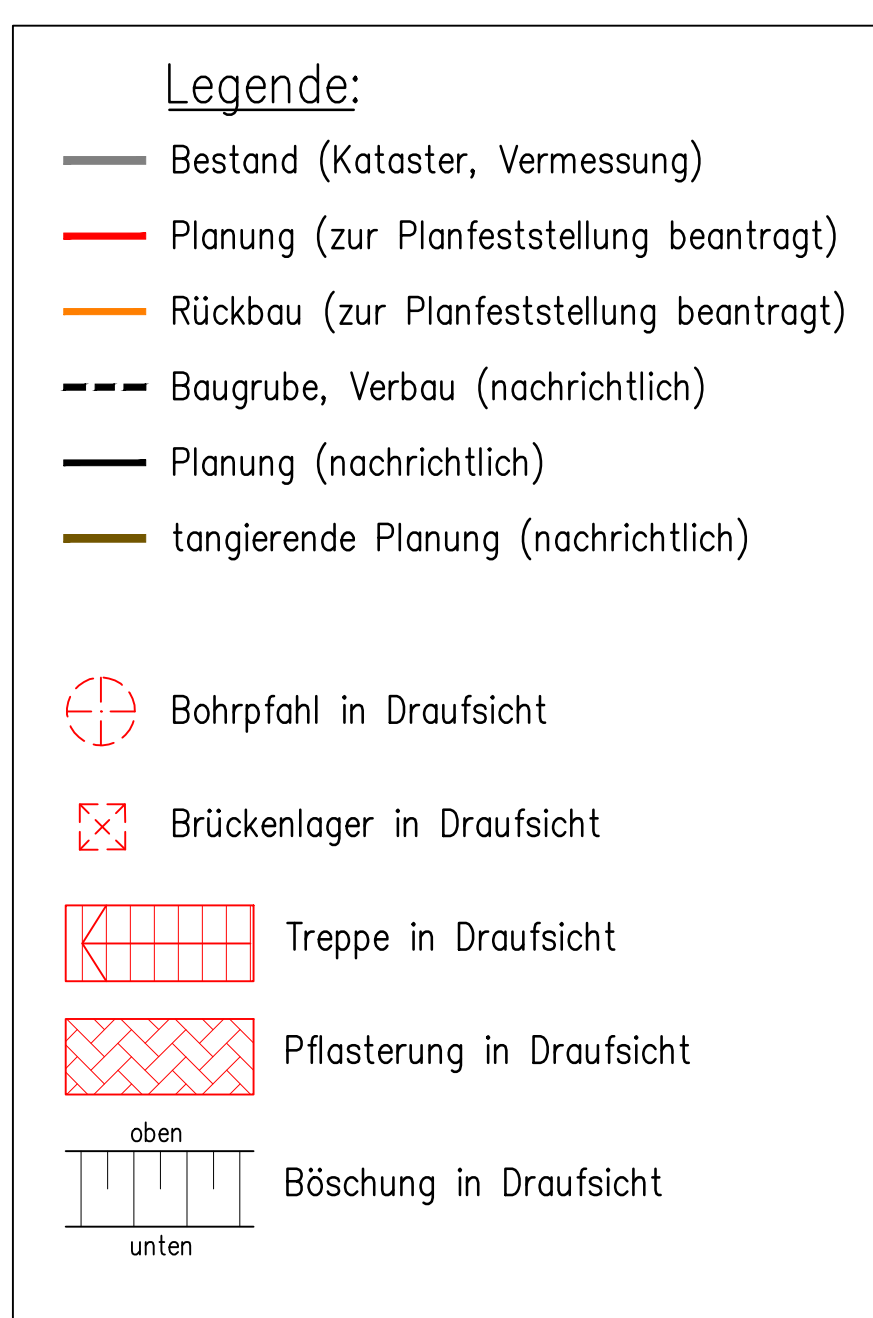 Legende:
Bestand (Kataster, Vermessung)
Planung (zur Planfeststellung beantragt)
Rückbau (zur Planfeststellung beantragt)
Baugrube, Verbau (nachrichtlich)
Planung (nachrichtlich)
tangierende Planung (nachrichtlich)
Bohrpfahl in Draufsicht
Brückenlager in Draufsicht
Treppe in Draufsicht
Pflasterung in Draufsicht
oben
Böschung in Draufsicht
unten